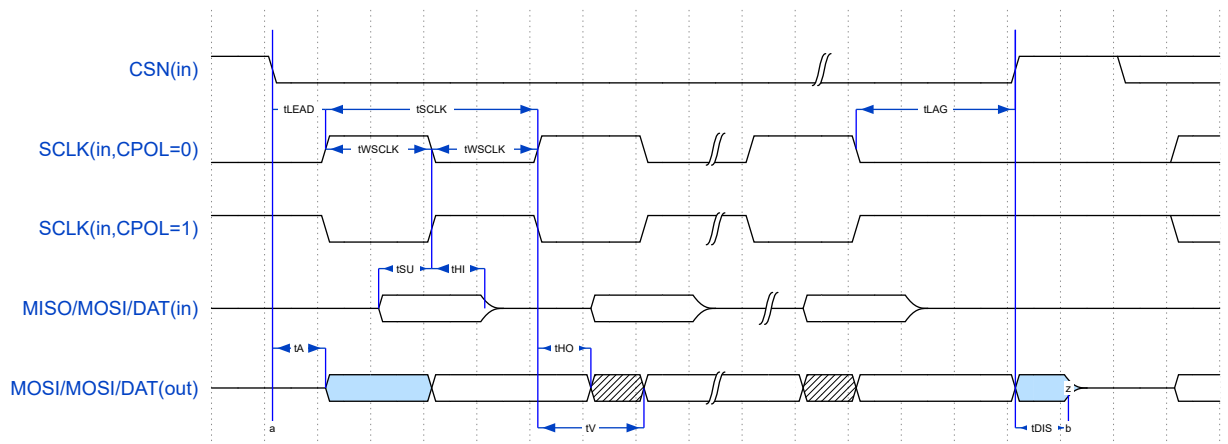 CSN(in)
tLEAD tSCLK tLAG
SCLK(in,CPOL=0) tWSCLK tWSCLK
SCLK(in,CPOL=1)
tSU tHI
MISO/MOSI/DAT(in)
tA tHO
MOSI/MOSI/DAT(out) z
a tV tDIS b